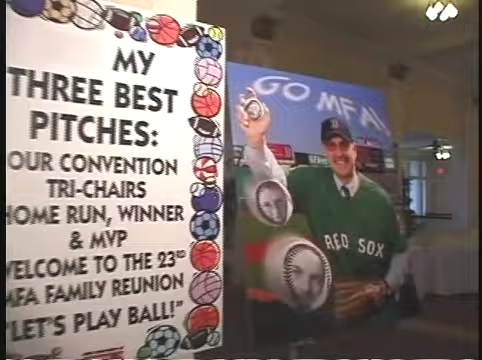 MY
THREE BEST
PITCHES:
OUR CONVENTION
TRI-CHAIRS
HOME RUN, WINNER
& MVP
WELCOME TO THE 23RD
MFA FAMILY REUNION
"LET'S PLAY BALL!"
GO MFA!
B
RED SOX